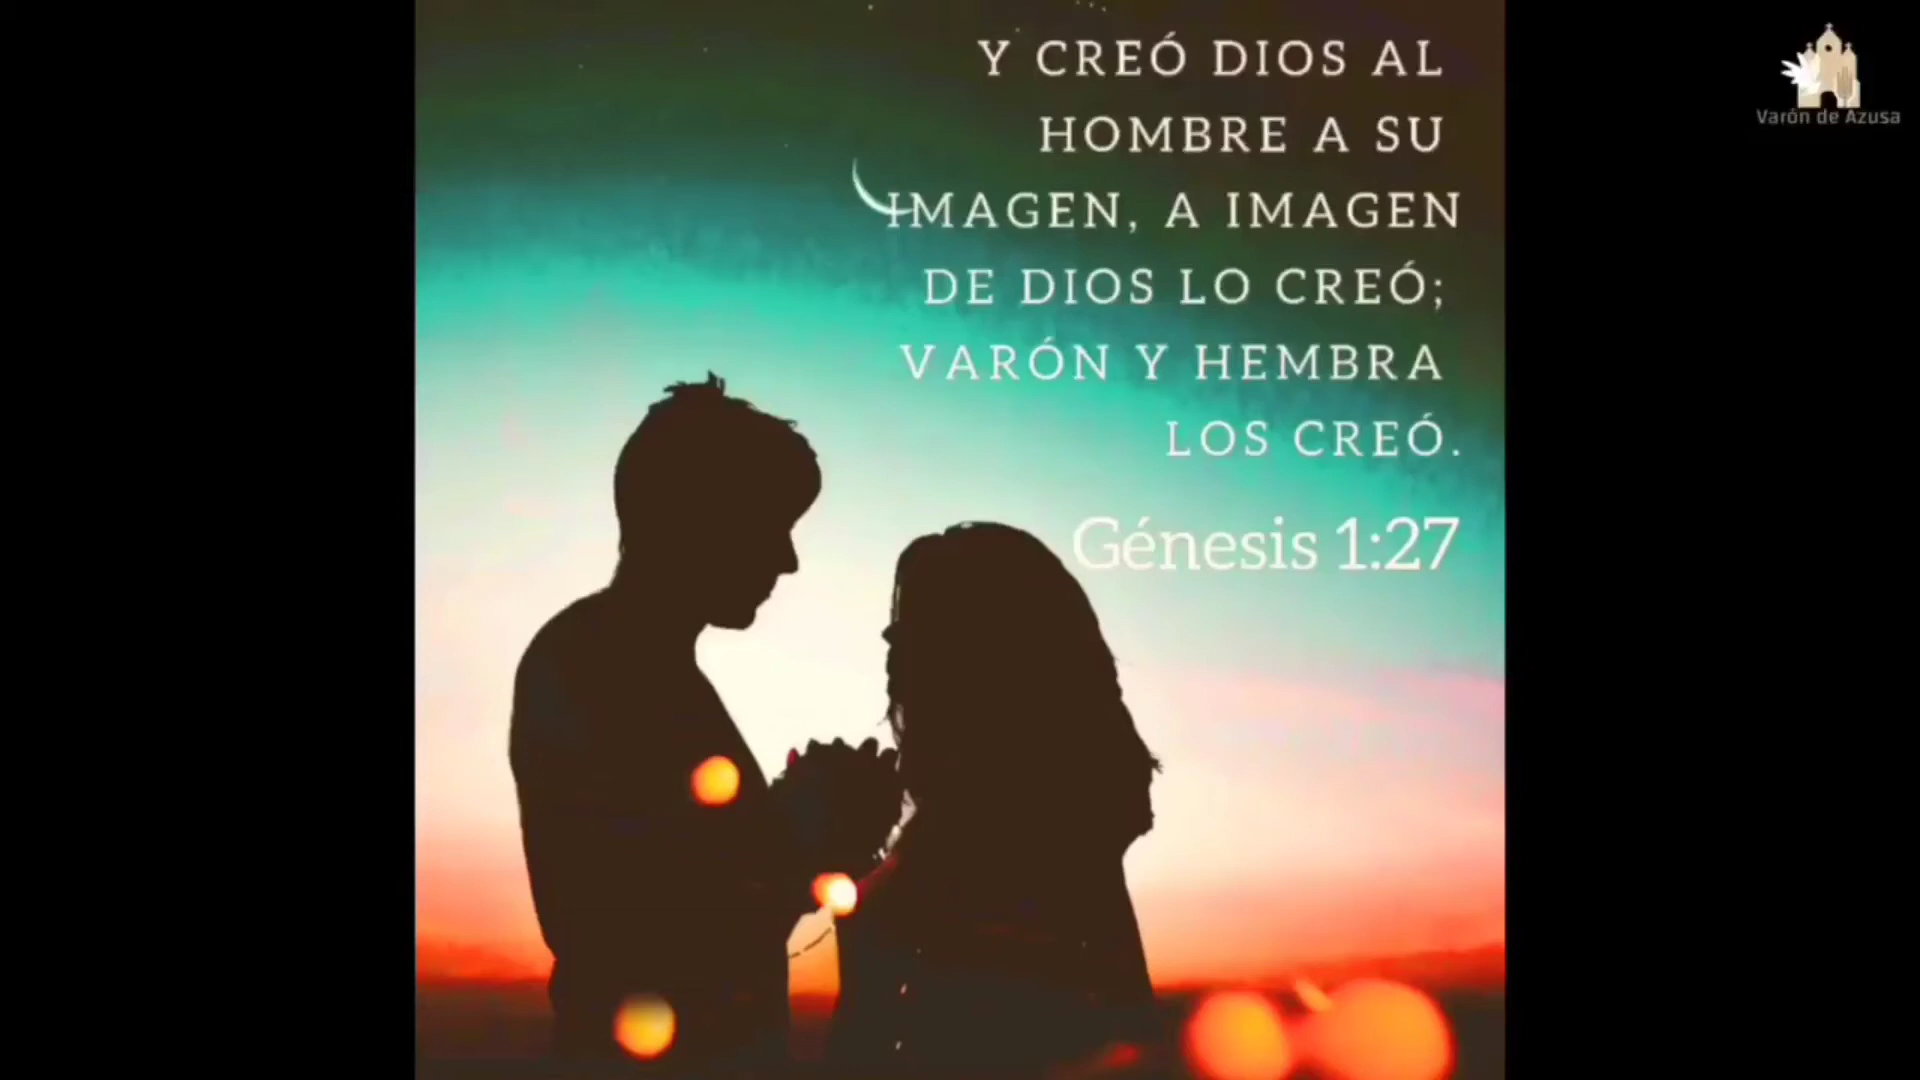 Y CREÓ DIOS AL
HOMBRE A SU
IMAGEN, A IMAGEN
DE DIOS LO CREÓ;
VARÓN Y HEMBRA
LOS CREÓ.
Génesis 1:27
Varón de Azusa